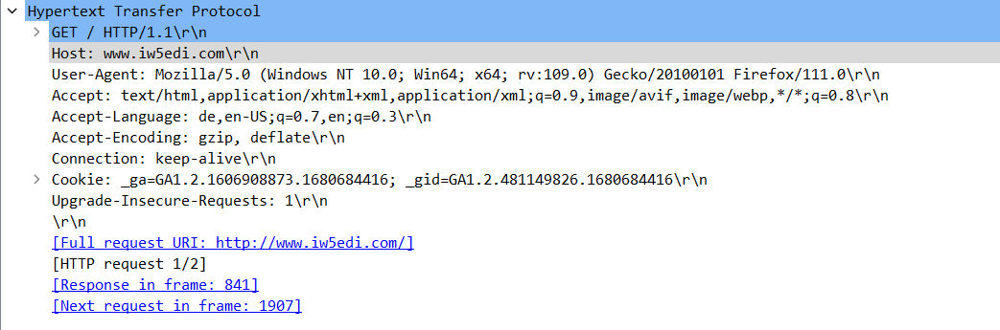 Hypertext Transfer Protocol
GET / HTTP/1.1\r\n
Host: www.iw5edi.com\r\n
User-Agent: Mozilla/5.0 (Windows NT 10.0; Win64; x64; rv:109.0) Gecko/20100101 Firefox/111.0\r\n
Accept: text/html,application/xhtml+xml,application/xml;q=0.9,image/avif,image/webp,*/*;q=0.8\r\n
Accept-Language: de,en-US;q=0.7,en;q=0.3\r\n
Accept-Encoding: gzip, deflate\r\n
Connection: keep-alive\r\n
Cookie: _ga=GA1.2.1606908873.1680684416; _gid=GA1.2.481149826.1680684416\r\n
Upgrade-Insecure-Requests: 1\r\n
\r\n
[Full request URI: http://www.iw5edi.com/]
[HTTP request 1/2]
[Response in frame: 841]
[Next request in frame: 1907]